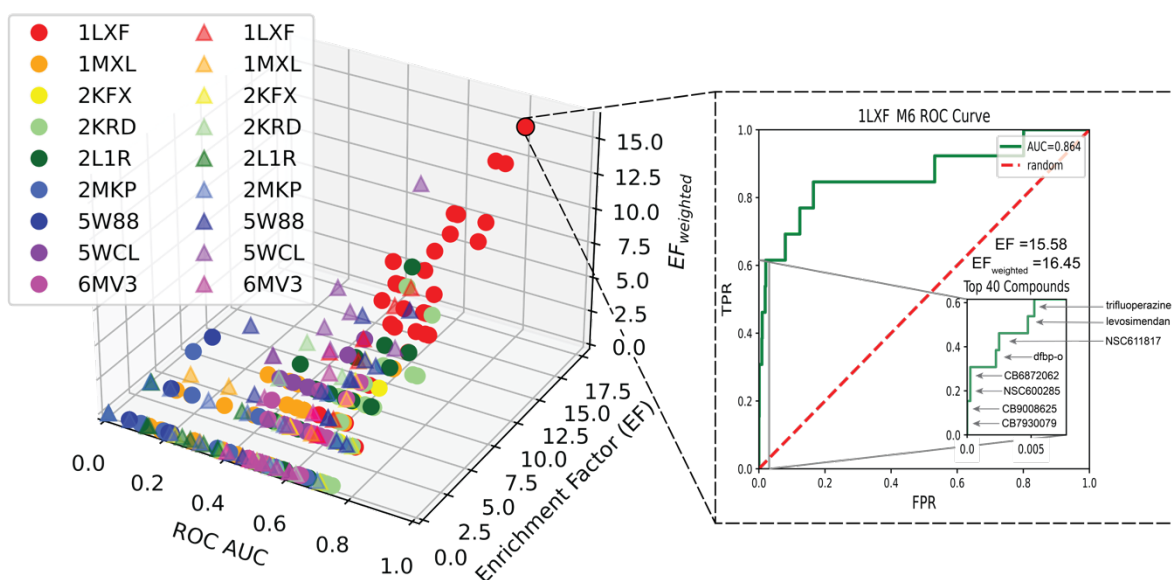 1LXF 1LXF
1MXL 1MXL
2KFX 2KFX
2KRD 2KRD
2L1R 2L1R
2MKP 2MKP
5W88 5W88
5WCL 5WCL
6MV3 6MV3
15.0
12.5
10.0
7.5
5.0
2.5
0.0
EFweighted
17.5
15.0
12.5
10.0
7.5
5.0
2.5
0.0
Enrichment Factor (EF)
0.0
0.2
0.4
0.6
0.8
1.0
ROC AUC
1LXF M6 ROC Curve
AUC=0.864
random
1.0
0.8
0.6
0.4
0.2
0.0
TPR
0.0 0.2 0.4 0.6 0.8 1.0
FPR
EF =15.58
EFweighted =16.45
Top 40 Compounds
0.6
0.4
0.2
0.0
0.0 0.005
trifluoperazine
levosimendan
NSC611817
dfbp-o
CB6872062
NSC600285
CB9008625
CB7930079